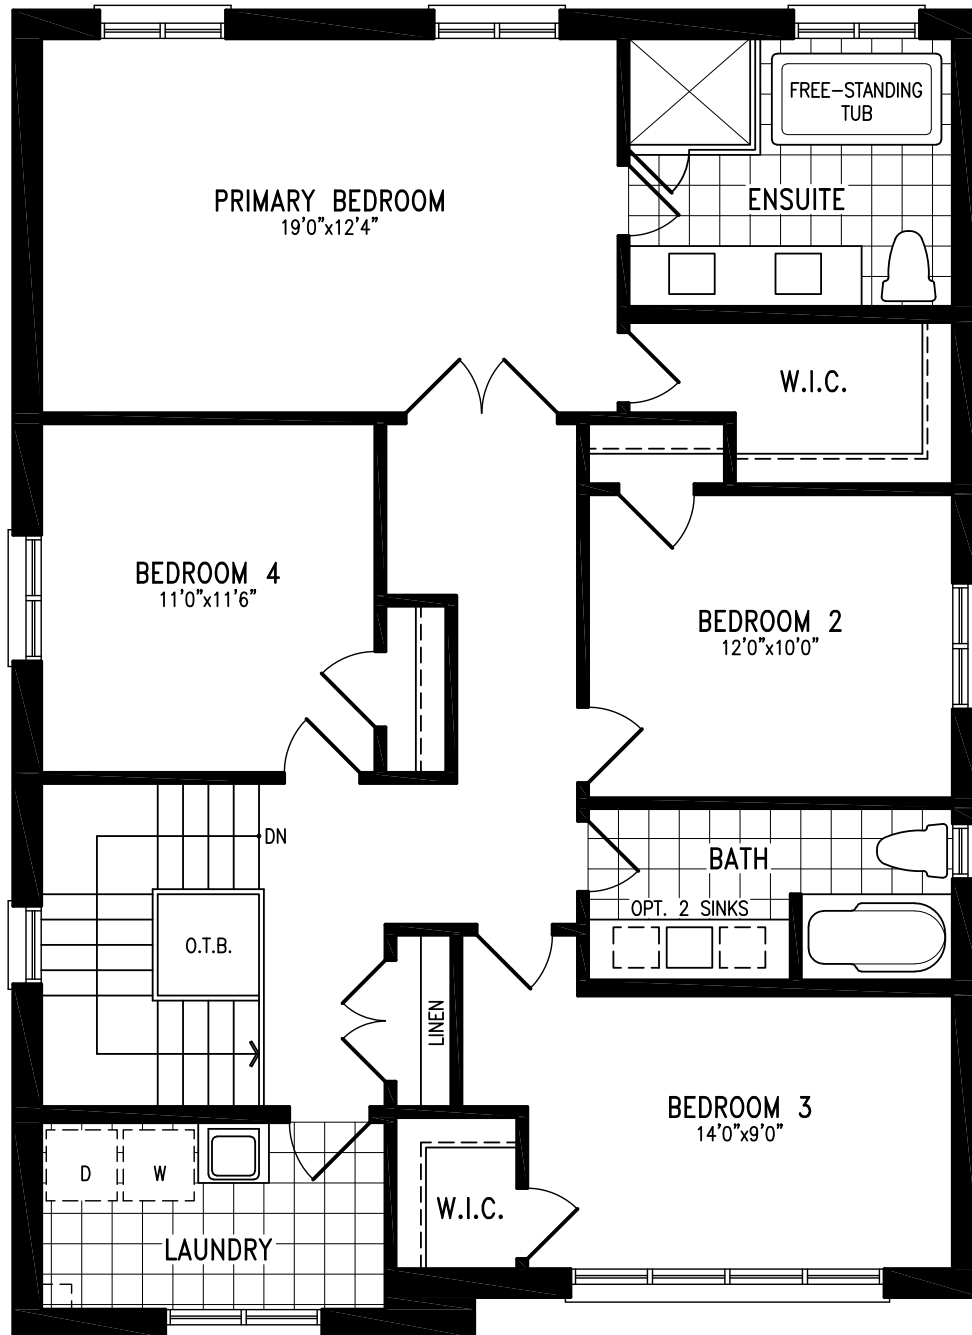 FREE-STANDING
TUB
PRIMARY BEDROOM
19'0"x12'4"
ENSUITE
W.I.C.
BEDROOM 4
11'0"x11'6"
BEDROOM 2
12'0"x10'0"
DN
BATH
OPT. 2 SINKS
O.T.B.
LINEN
BEDROOM 3
14'0"x9'0"
D
W
W.I.C.
LAUNDRY